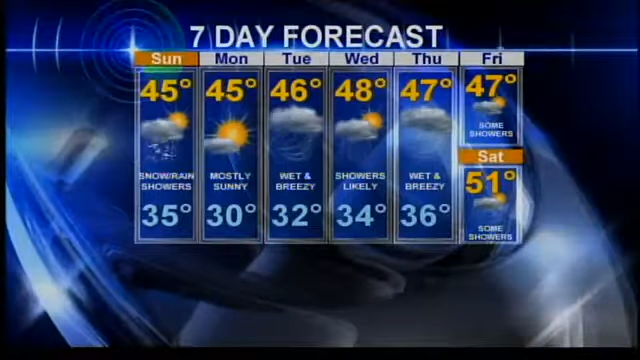 7 DAY FORECAST
Sun
45°
SNOW/RAIN
SHOWERS
35°
Mon
45°
MOSTLY
SUNNY
30°
Tue
46°
WET &
BREEZY
32°
Wed
48°
SHOWERS
LIKELY
34°
Thu
47°
WET &
BREEZY
36°
Fri
47°
SOME
SHOWERS
Sat
51°
SOME
SHOWERS